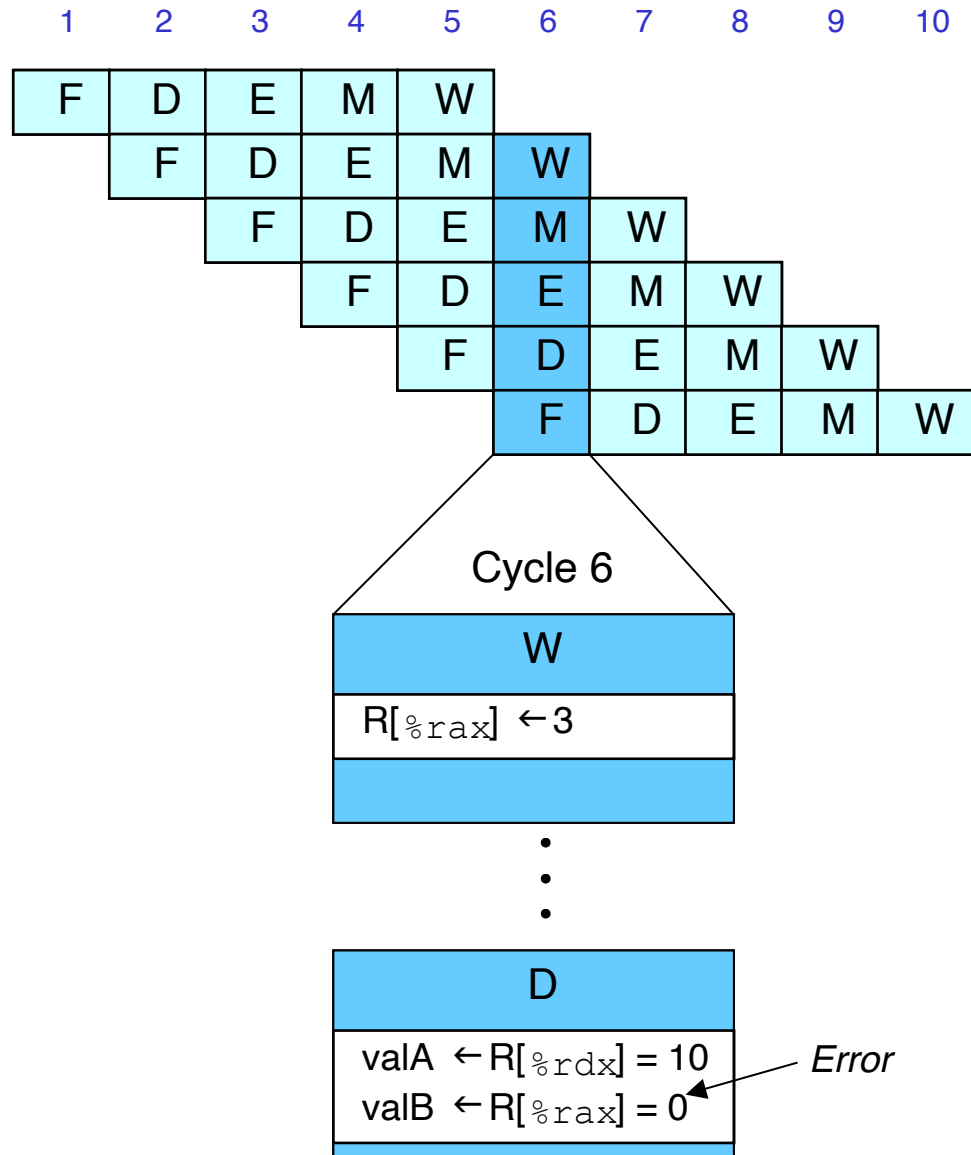 1 2 3 4 5 6 7 8 9 10
F D E M W
F D E M W
F D E M W
F D E M W
F D E M W
F D E M W
Cycle 6
W
R[%rax] ←3
•
•
•
D
valA ← R[%rdx] = 10
Error
valB ← R[%rax] = 0